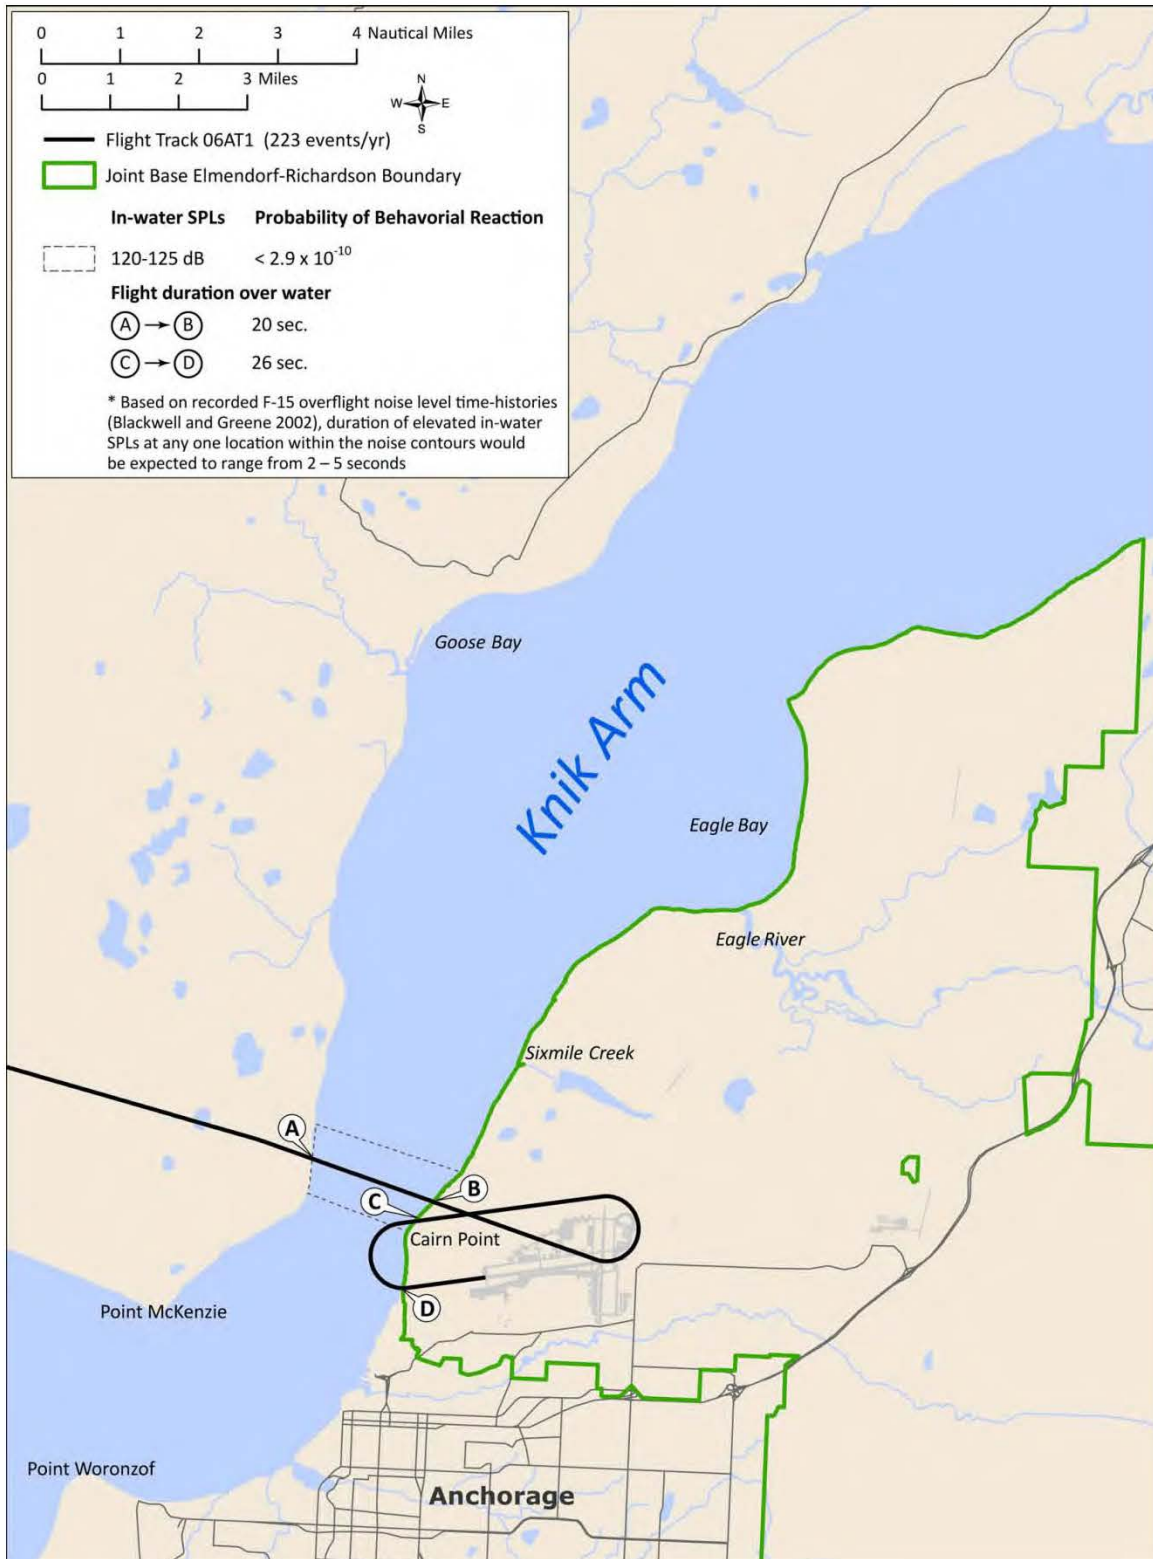 0 1 2 3 4 Nautical Miles
0 1 2 3 Miles
N
W E
S
Flight Track 06AT1 (223 events/yr)
Joint Base Elmendorf-Richardson Boundary
In-water SPLs Probability of Behavorial Reaction
120-125 dB < 2.9 x 10-10
Flight duration over water
A → B 20 sec.
C → D 26 sec.
* Based on recorded F-15 overflight noise level time-histories
(Blackwell and Greene 2002), duration of elevated in-water
SPLs at any one location within the noise contours would
be expected to range from 2 – 5 seconds
Goose Bay
Knik Arm
Eagle Bay
Eagle River
Sixmile Creek
A
B
C
Cairn Point
D
Point McKenzie
Point Woronzof
Anchorage